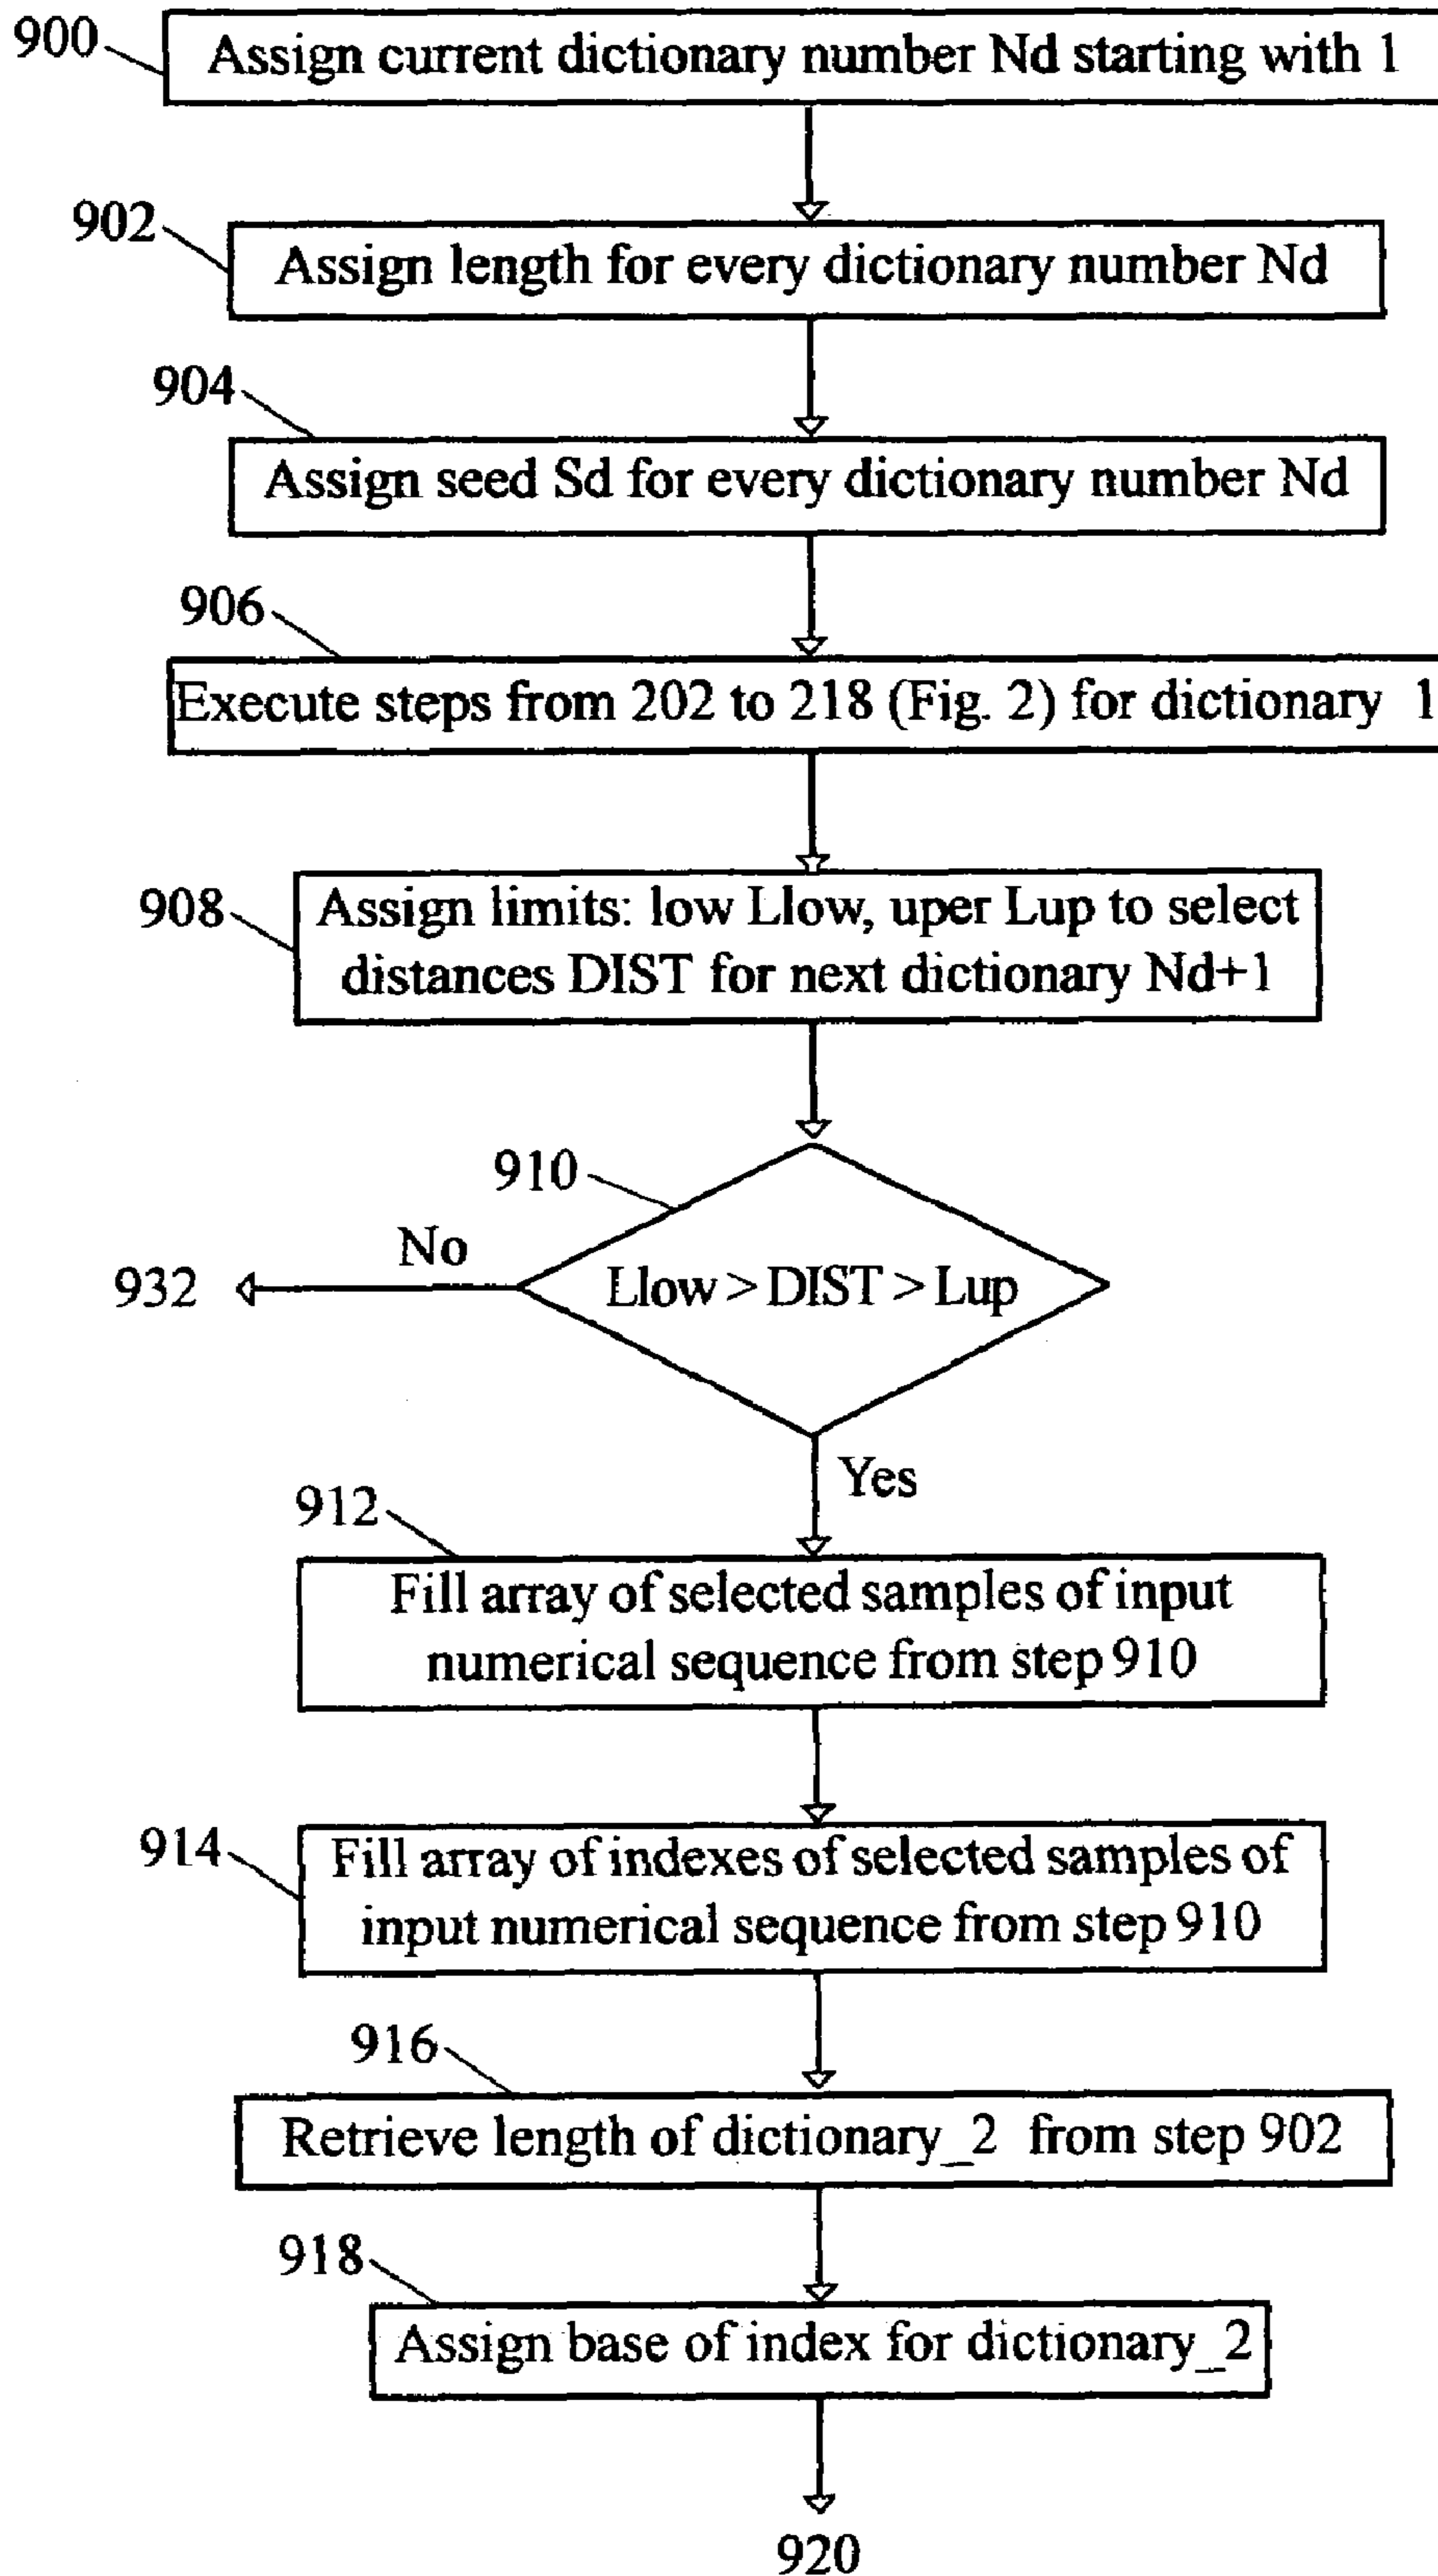 900
Assign current dictionary number Nd starting with 1
902
Assign length for every dictionary number Nd
904
Assign seed Sd for every dictionary number Nd
906
Execute steps from 202 to 218 (Fig. 2) for dictionary 1
908
Assign limits: low Llow, uper Lup to select
distances DIST for next dictionary Nd+1
910
No
932
Llow > DIST > Lup
Yes
912
Fill array of selected samples of input
numerical sequence from step 910
914
Fill array of indexes of selected samples of
input numerical sequence from step 910
916
Retrieve length of dictionary_2 from step 902
918
Assign base of index for dictionary_2
920